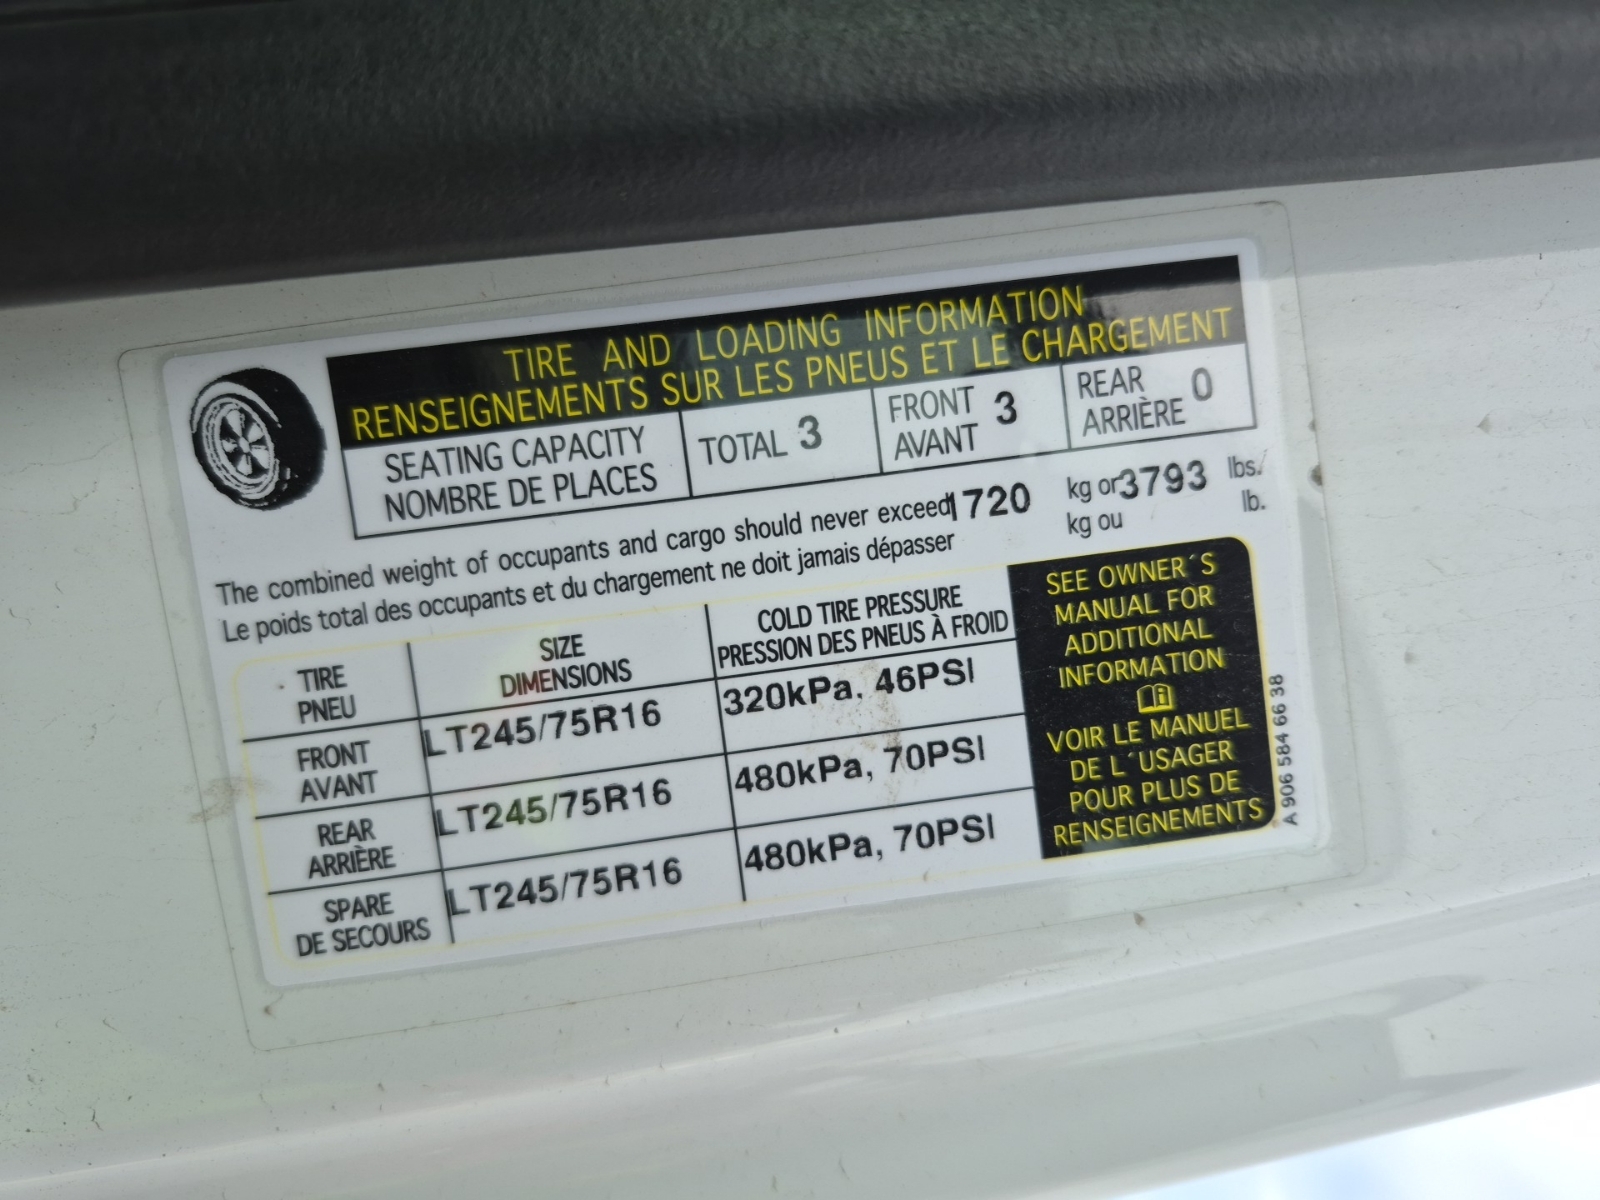 TIRE AND LOADING INFORMATION
RENSEIGNEMENTS SUR LES PNEUS ET LE CHARGEMENT
SEATING CAPACITY
NOMBRE DE PLACES
TOTAL 3
FRONT
AVANT 3
REAR
ARRIÈRE 0
The combined weight of occupants and cargo should never exceed 1720 kg or 3793 lbs.
Le poids total des occupants et du chargement ne doit jamais dépasser kg ou lb.
TIRE
PNEU
SIZE
DIMENSIONS
COLD TIRE PRESSURE
PRESSION DES PNEUS À FROID
FRONT
AVANT
LT245/75R16
320kPa, 46PSI
REAR
ARRIÈRE
LT245/75R16
480kPa, 70PSI
SPARE
DE SECOURS
LT245/75R16
480kPa, 70PSI
SEE OWNER´S
MANUAL FOR
ADDITIONAL
INFORMATION
VOIR LE MANUEL
DE L´USAGER
POUR PLUS DE
RENSEIGNEMENTS
A 906 584 66 38